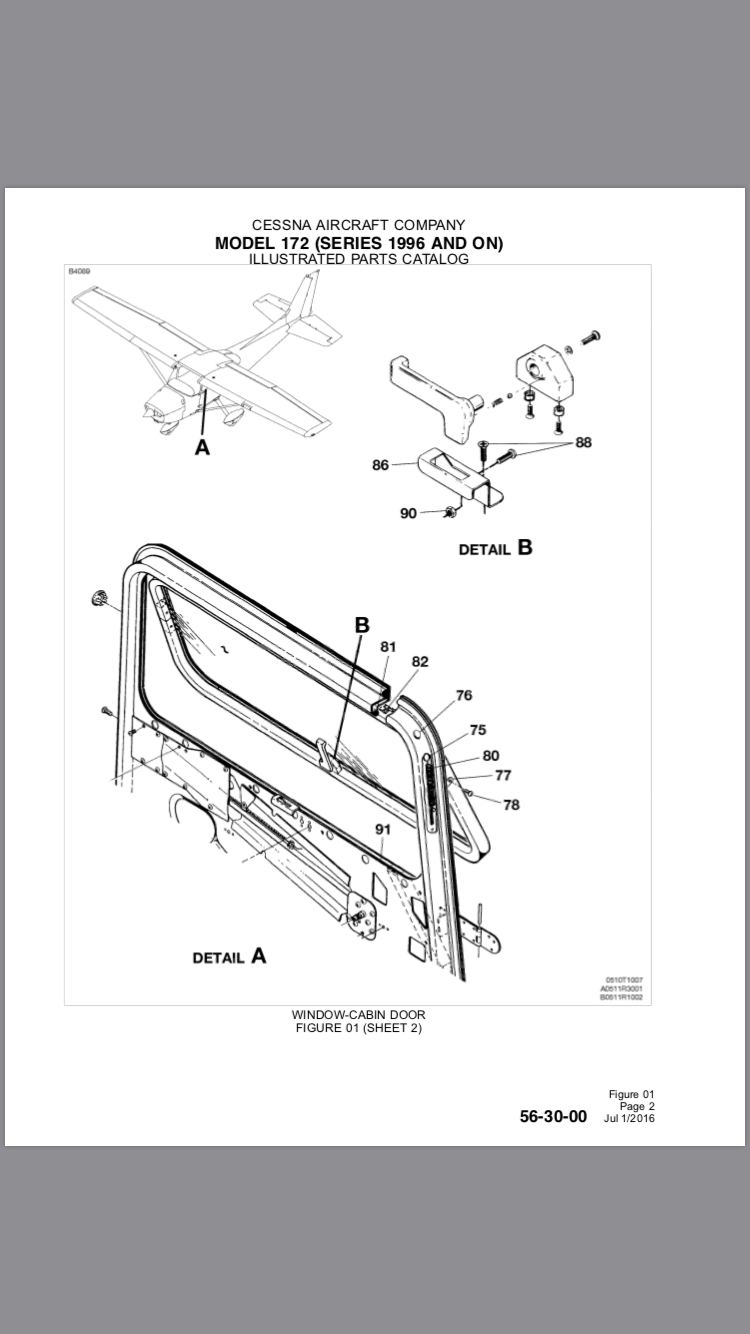 CESSNA AIRCRAFT COMPANY
MODEL 172 (SERIES 1996 AND ON)
ILLUSTRATED PARTS CATALOG
B4069
A
88
86
90
DETAIL B
B
81
82
76
75
80
77
78
91
DETAIL A
0510T1007
A0511R3001
B0511R1002
WINDOW-CABIN DOOR
FIGURE 01 (SHEET 2)
Figure 01
Page 2
56-30-00 Jul 1/2016